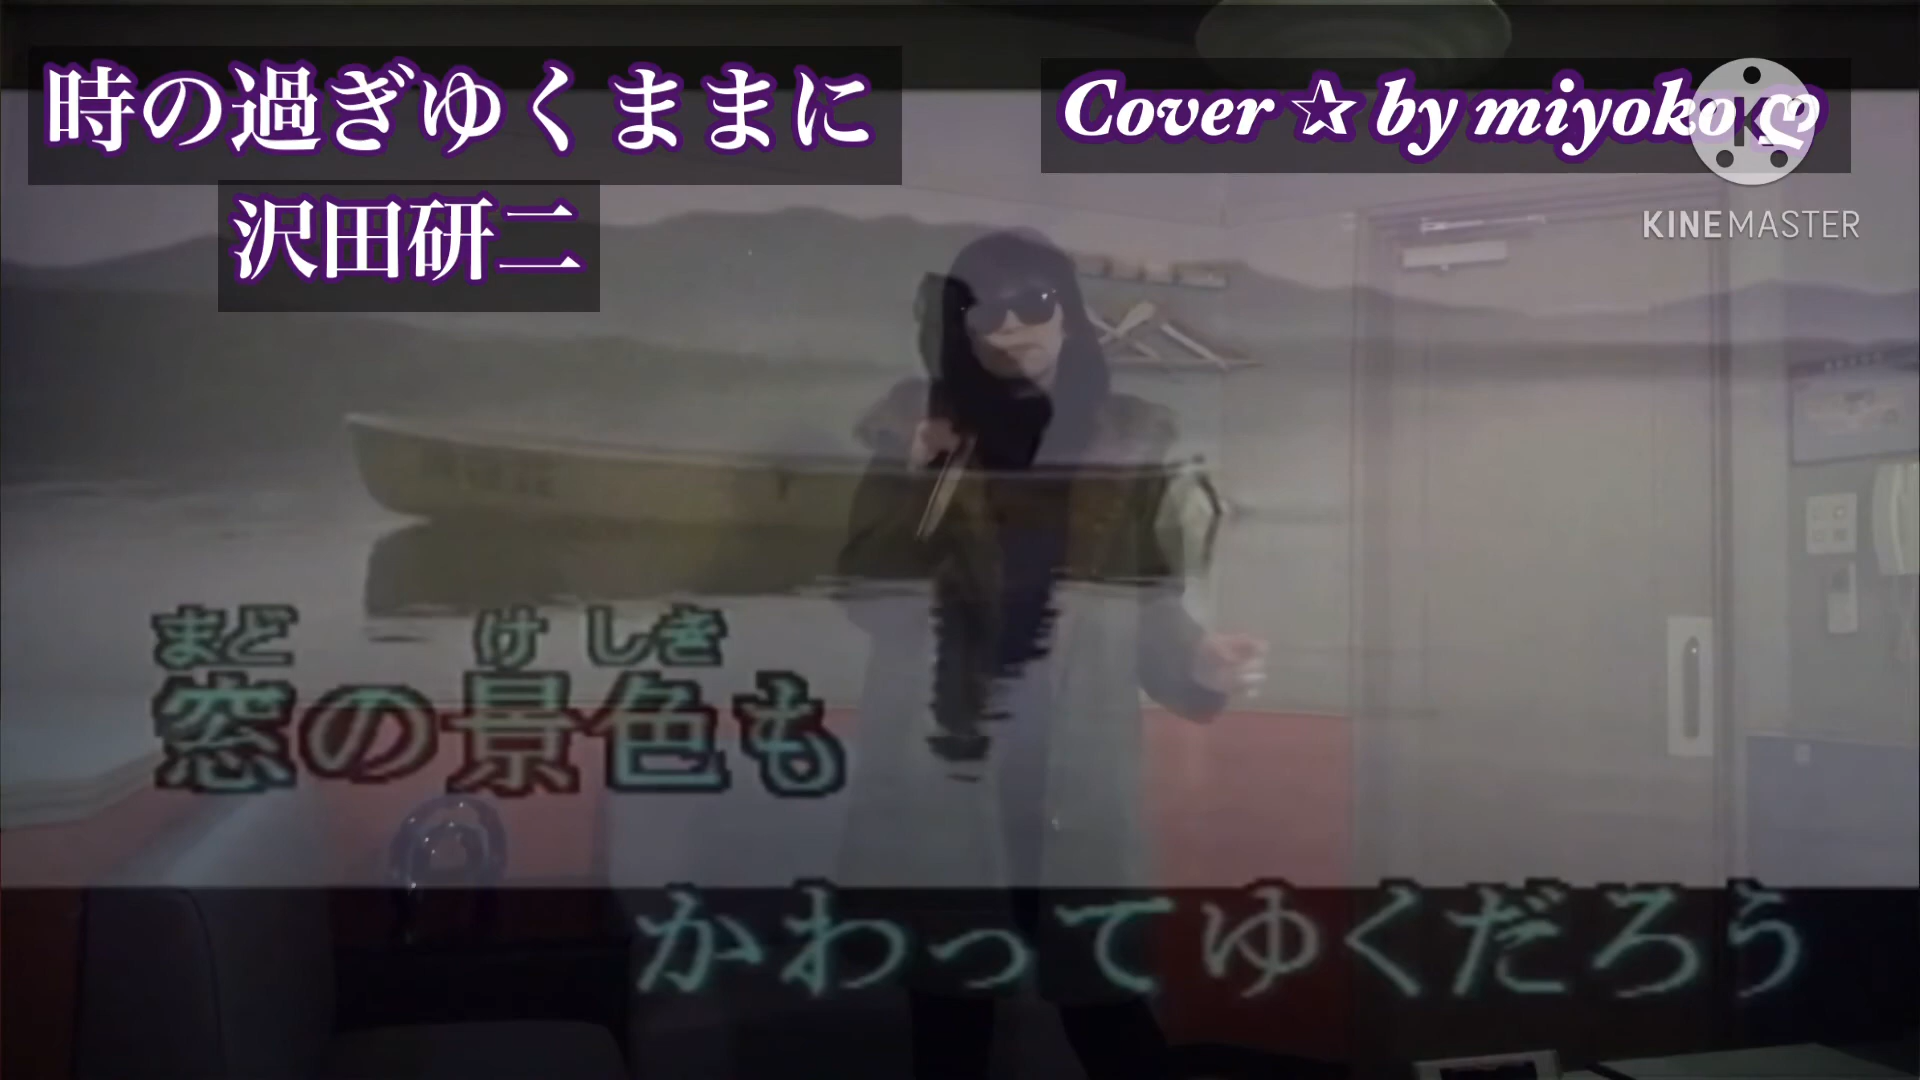 時の過ぎゆくままに
沢田研二
Cover ☆ by miyoko ღ
KINEMASTER
まど けしき
窓の景色も
かわってゆくだろう